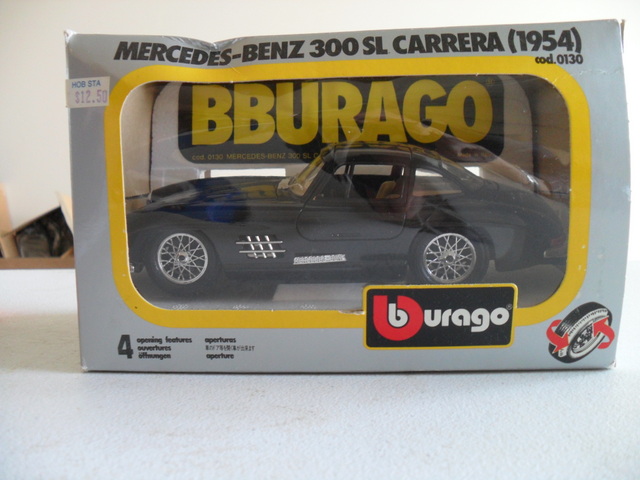 MERCEDES-BENZ 300 SL CARRERA (1954)
cod.0130
HOB STA
$12.50
BBURAGO
cod. 0130 MERCEDES-BENZ 300 SL C
burago
4 opening features
ouvertures
öffnungen
aperturas
aperture